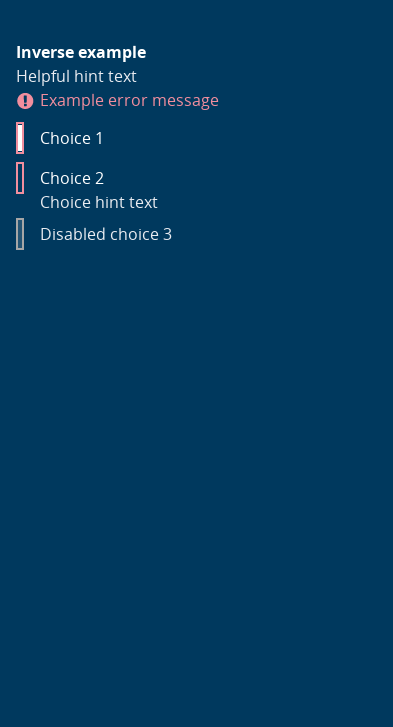 Inverse example
Helpful hint text
Example error message
Choice 1
Choice 2
Choice hint text
Disabled choice 3